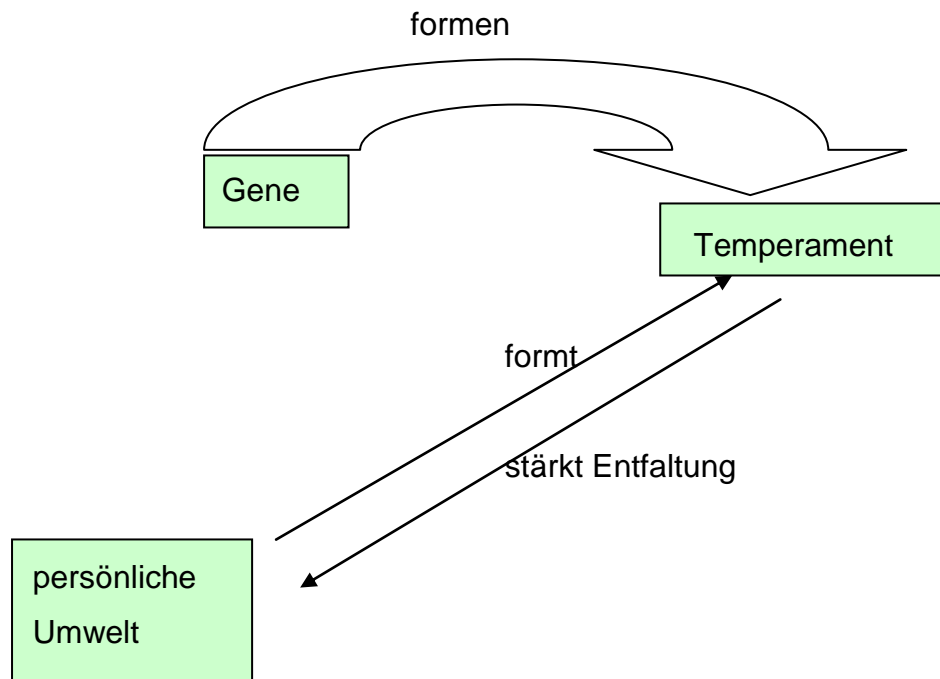 formen
Gene
Temperament
formt
stärkt Entfaltung
persönliche
Umwelt